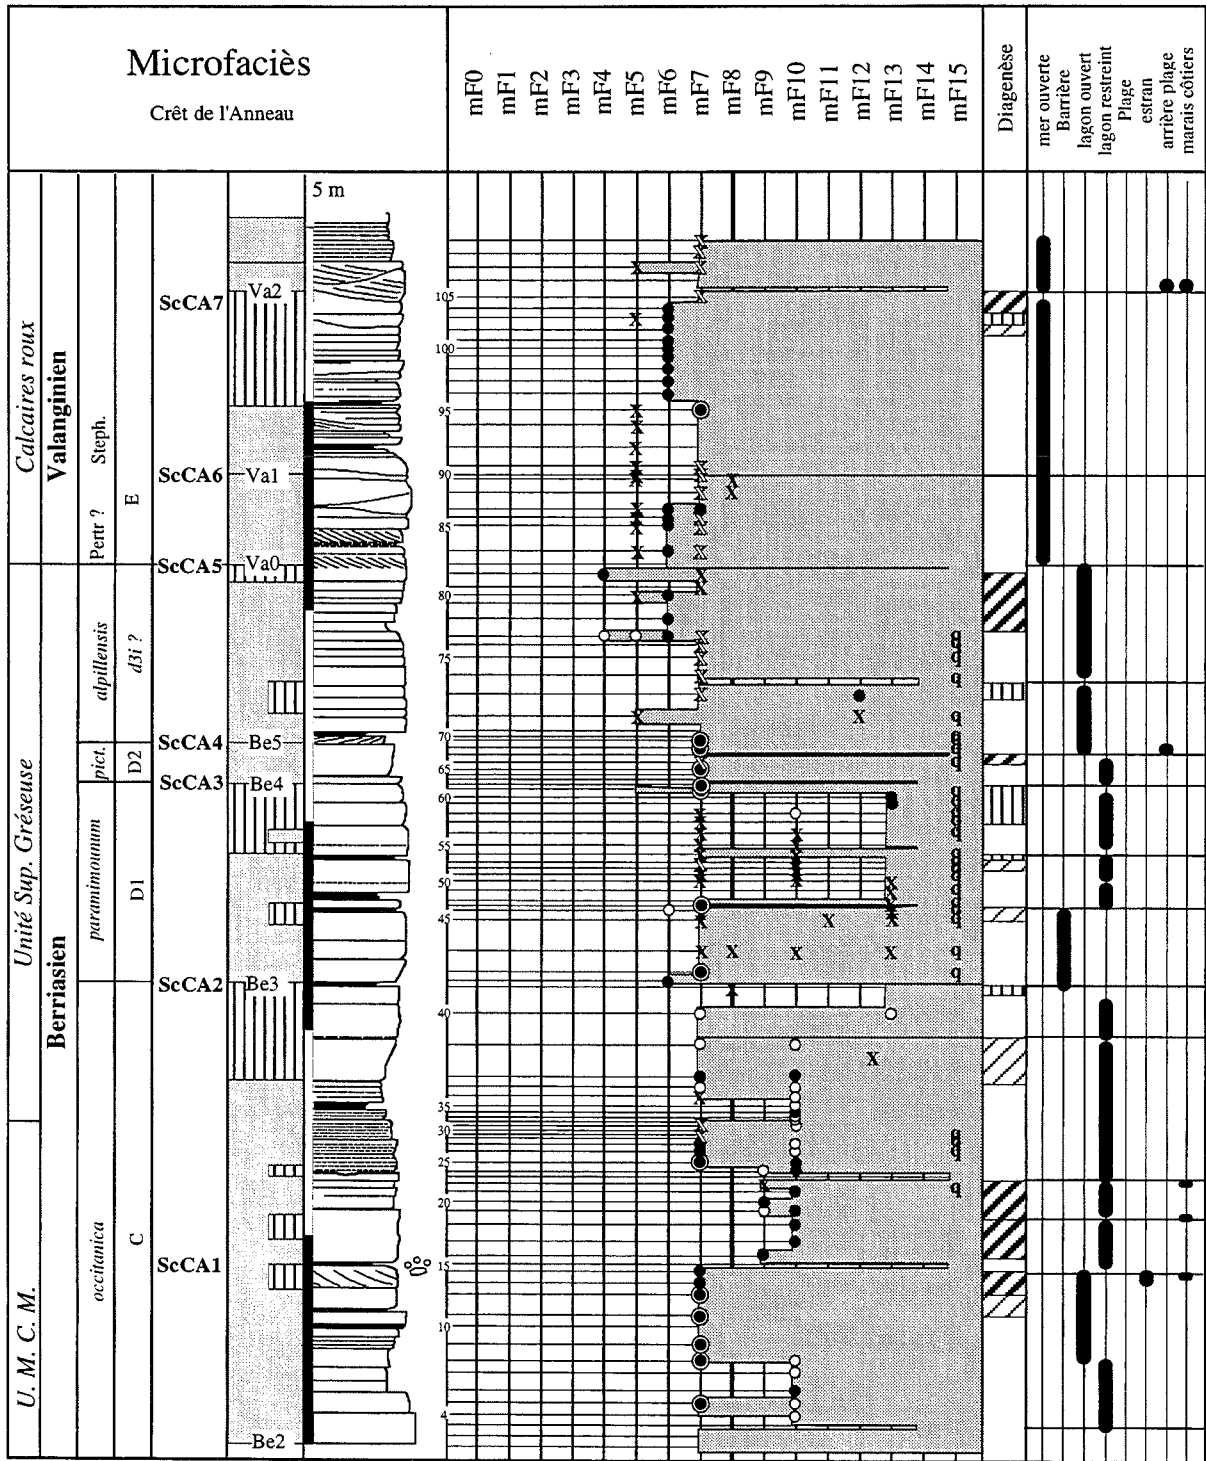 Microfaciès
Crêt de l'Anneau
mF0
mF1
mF2
mF3
mF4
mF5
mF6
mF7
mF8
mF9
mF10
mF11
mF12
mF13
mF14
mF15
Diagenèse
mer ouverte
Barrière
lagon ouvert
lagon restreint
Plage
estran
arrière plage
marais côtiers
5 m
Calcaires roux
Unité Sup. Gréseuse
U. M. C. M.
Valanginien
Berriasien
Steph.
Pertr ?
alpillensis
pict.
paramimounum
occitanica
E
d3i ?
D2
D1
C
ScCA7
ScCA6
ScCA5
ScCA4
ScCA3
ScCA2
ScCA1
Va2
Va1
Va0
Be5
Be4
Be3
Be2
105
100
95
90
85
80
75
70
65
60
55
50
45
40
35
30
25
20
15
10
4